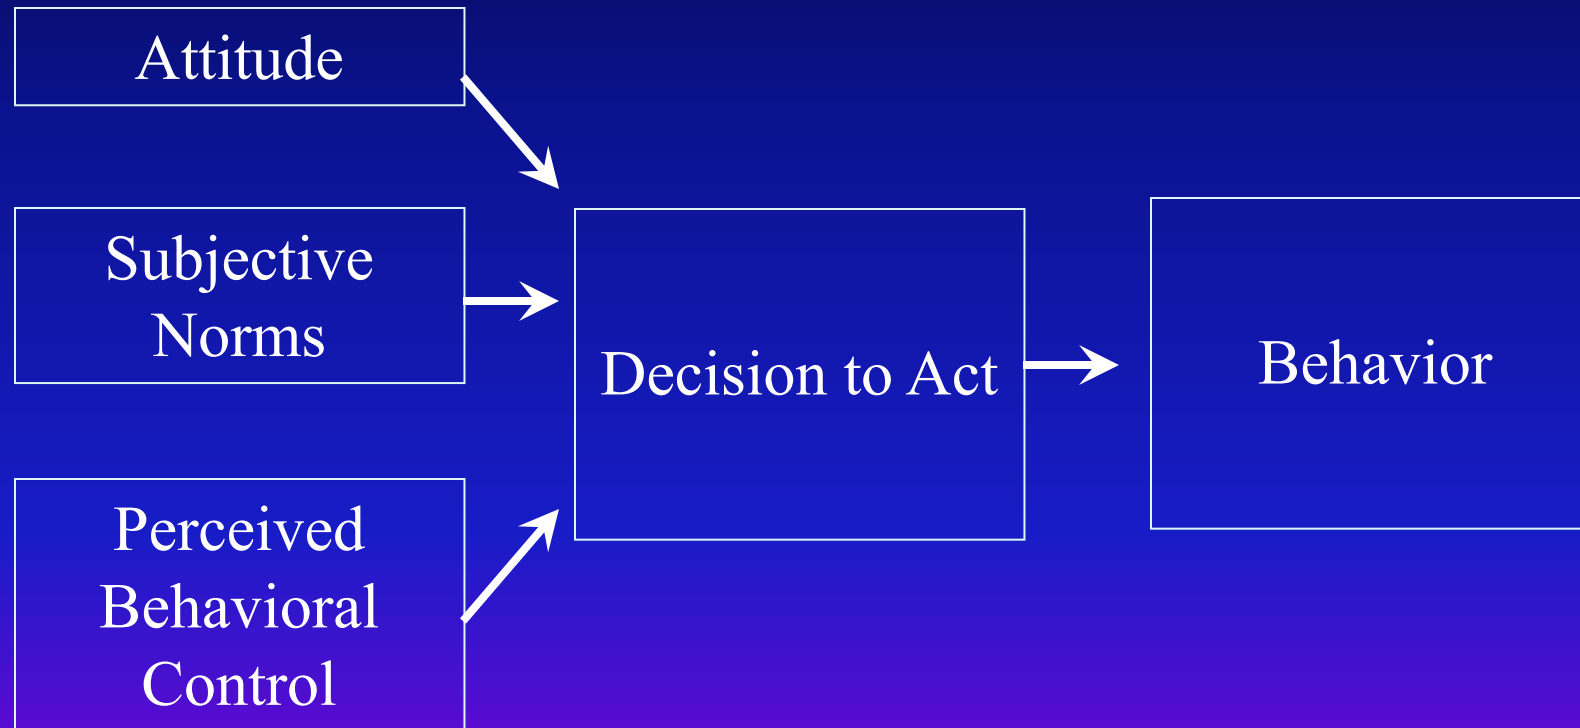 Attitude
Subjective
Norms
Perceived
Behavioral
Control
Decision to Act
Behavior